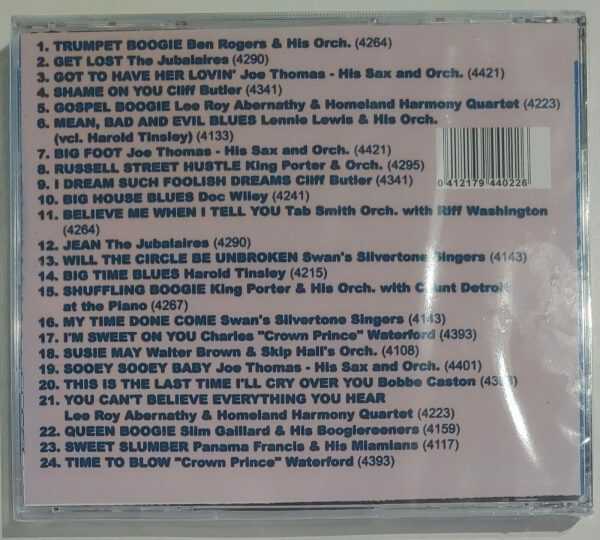 1. TRUMPET BOOGIE Ben Rogers & His Orch. (4264)
2. GET LOST The Jubalaires (4290)
3. GOT TO HAVE HER LOVIN' Joe Thomas - His Sax and Orch. (4421)
4. SHAME ON YOU Cliff Butler (4341)
5. GOSPEL BOOGIE Lee Roy Abernathy & Homeland Harmony Quartet (4223)
6. MEAN, BAD AND EVIL BLUES Lennie Lewis & His Orch.
(vcl. Harold Tinsley) (4133)
7. BIG FOOT Joe Thomas - His Sax and Orch. (4421)
8. RUSSELL STREET HUSTLE King Porter & Orch. (4295)
9. I DREAM SUCH FOOLISH DREAMS Cliff Butler (4341)
10. BIG HOUSE BLUES Doc Wiley (4241)
11. BELIEVE ME WHEN I TELL YOU Tab Smith Orch. with Riff Washington
(4264)
12. JEAN The Jubalaires (4290)
13. WILL THE CIRCLE BE UNBROKEN Swan's Silvertone Singers (4143)
14. BIG TIME BLUES Harold Tinsley (4215)
15. SHUFFLING BOOGIE King Porter & His Orch. with Count Detroit
at the Piano (4267)
16. MY TIME DONE COME Swan's Silvertone Singers (4143)
17. I'M SWEET ON YOU Charles "Crown Prince" Waterford (4393)
18. SUSIE MAY Walter Brown & Skip Hall's Orch. (4108)
19. SOOEY SOOEY BABY Joe Thomas - His Sax and Orch. (4401)
20. THIS IS THE LAST TIME I'LL CRY OVER YOU Bobbe Caston
21. YOU CAN'T BELIEVE EVERYTHING YOU HEAR
Lee Roy Abernathy & Homeland Harmony Quartet (4223)
22. QUEEN BOOGIE Slim Gaillard & His Boogiereeners (4159)
23. SWEET SLUMBER Panama Francis & His Miamians (4117)
24. TIME TO BLOW "Crown Prince" Waterford (4393)
0 412179 440226